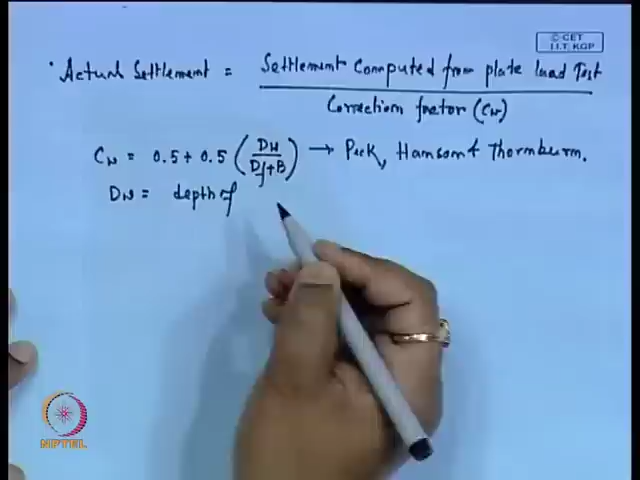 © CET
I.I.T. KGP
· Actual Settlement = Settlement Computed from plate load Test / Correction factor (Cw)
Cw = 0.5 + 0.5 (Dw / Df + B) → Peck, Hanson & Thornburn.
Dw = depth of
NPTEL